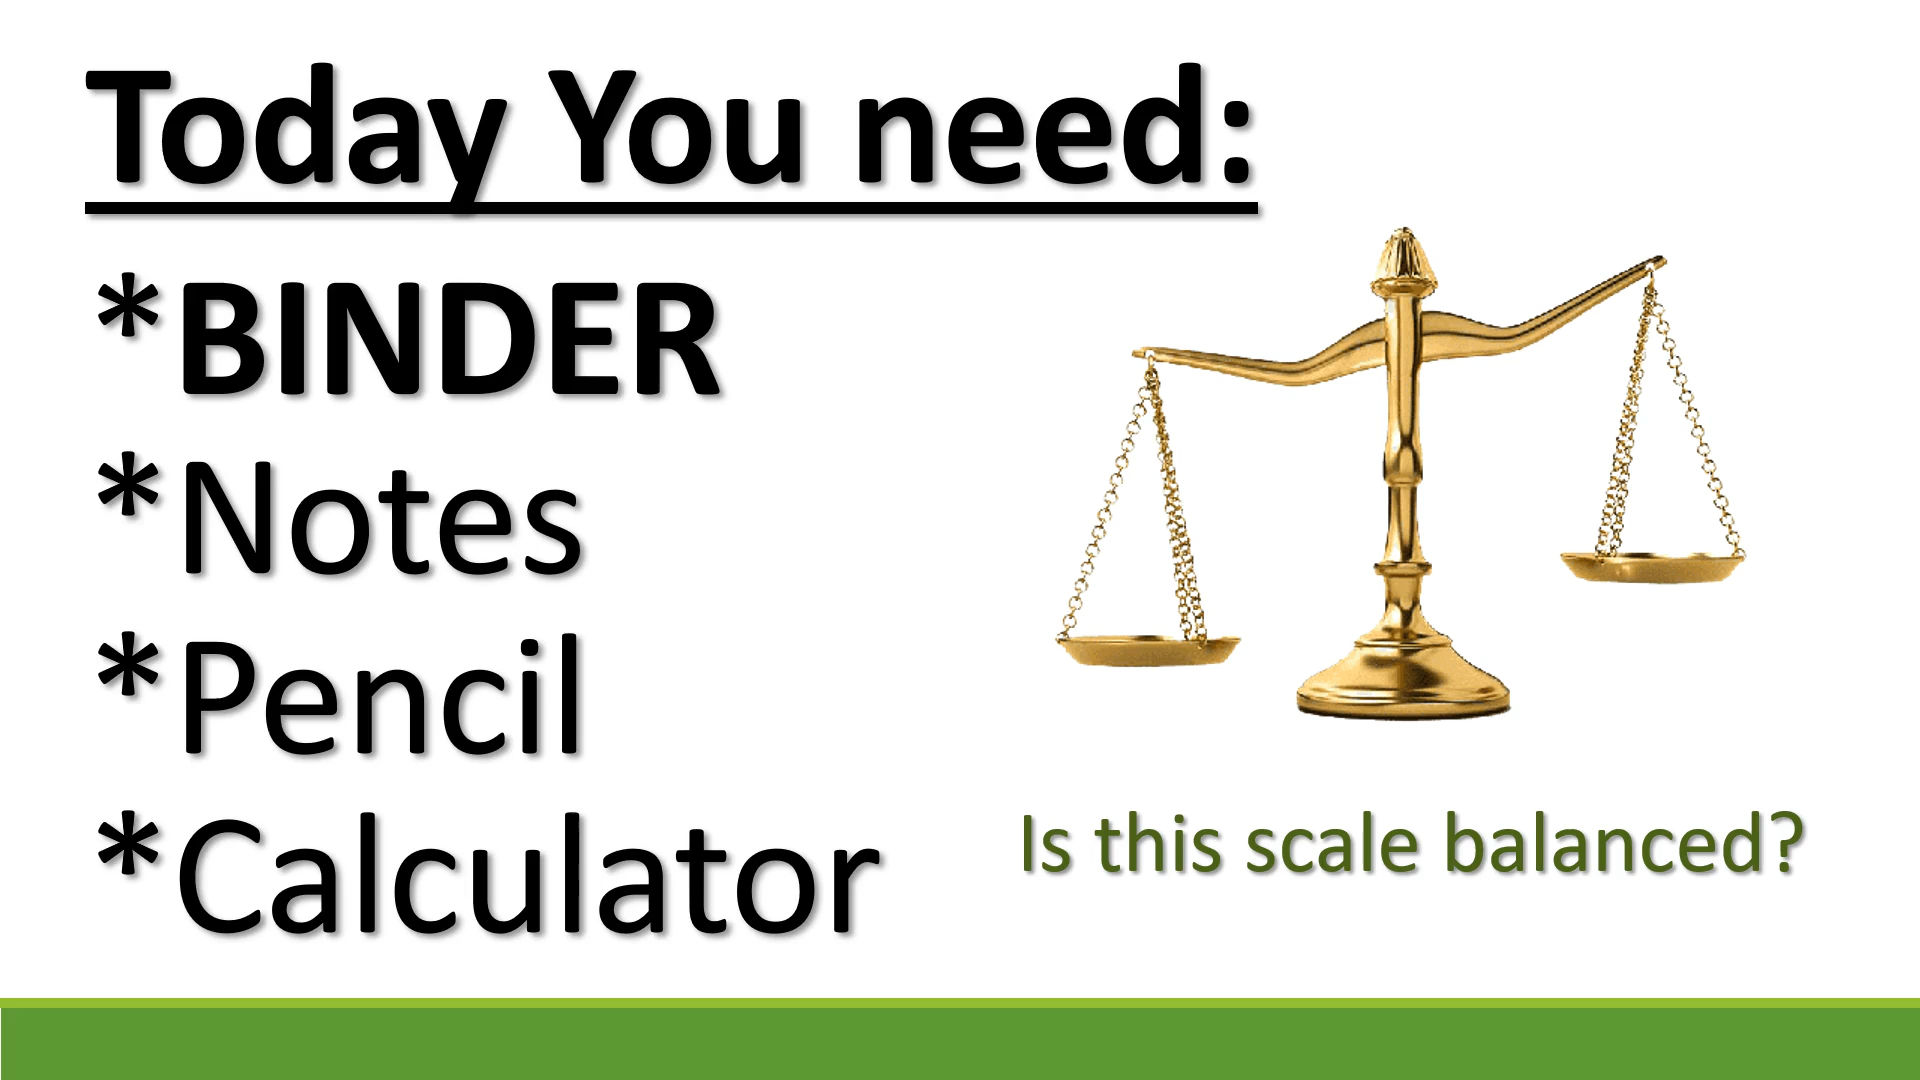 Today You need:
*BINDER
*Notes
*Pencil
*Calculator
Is this scale balanced?